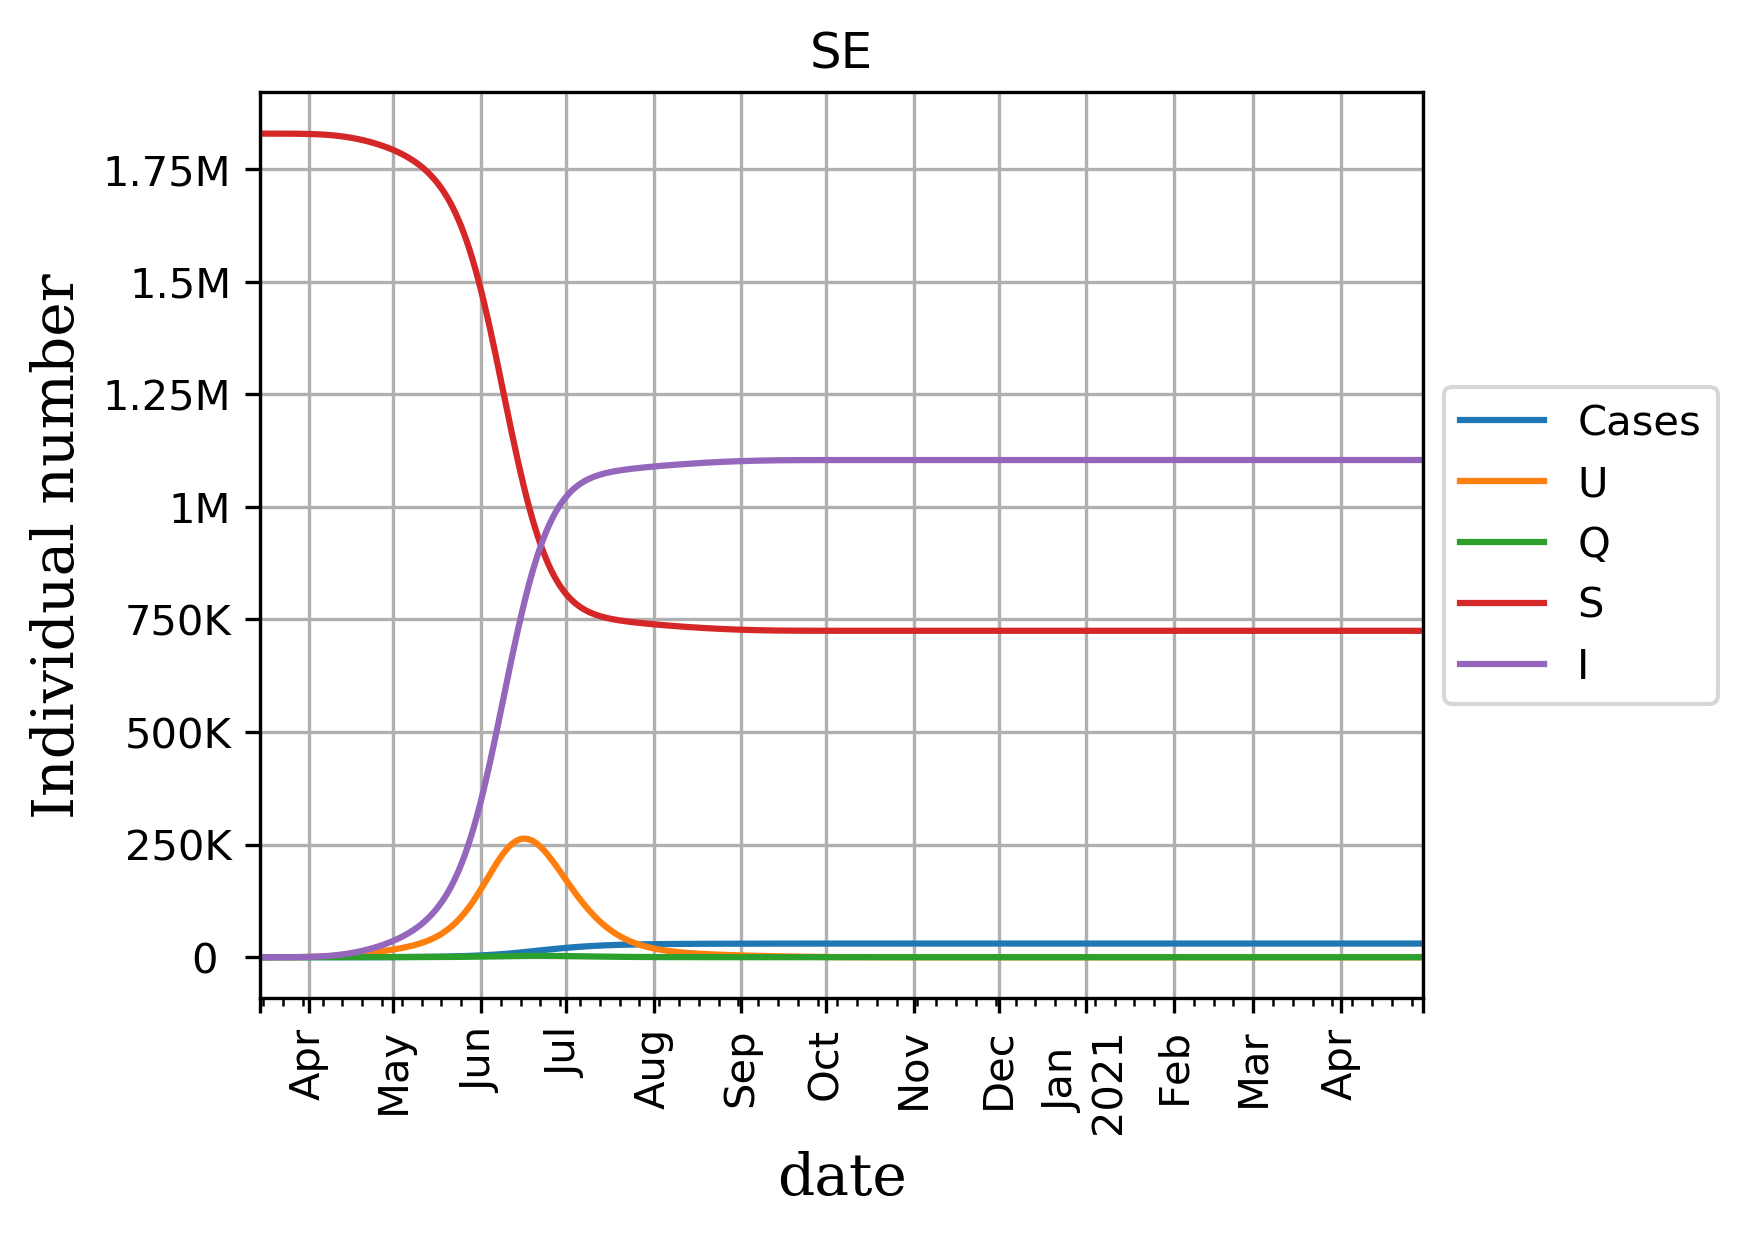 SE
Individual number
1.75M
1.5M
1.25M
1M
750K
500K
250K
0
Apr
May
Jun
Jul
Aug
Sep
Oct
Nov
Dec
Jan
2021
Feb
Mar
Apr
date
Cases
U
Q
S
I